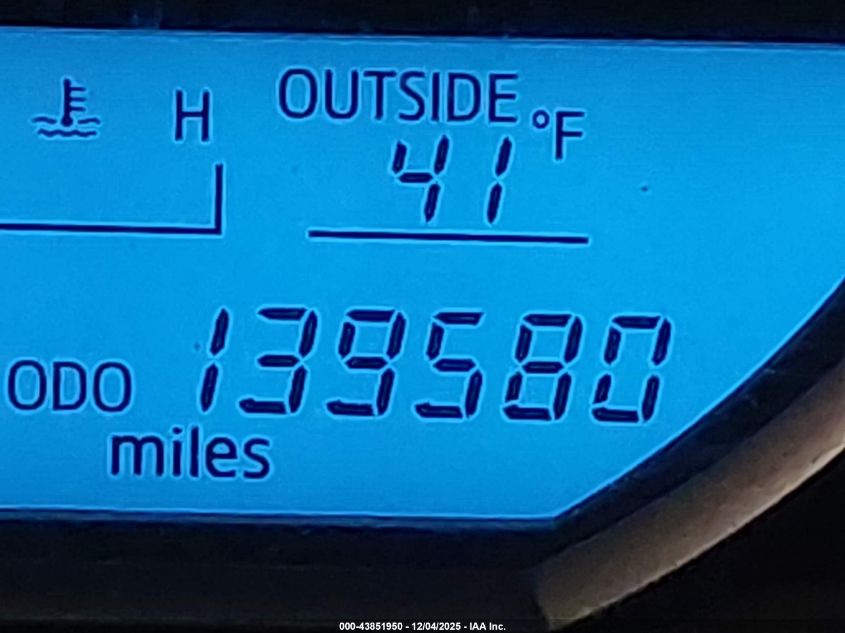 H
OUTSIDE
41 °F
ODO 139580
miles
000-43851950 - 12/04/2025 - IAA Inc.